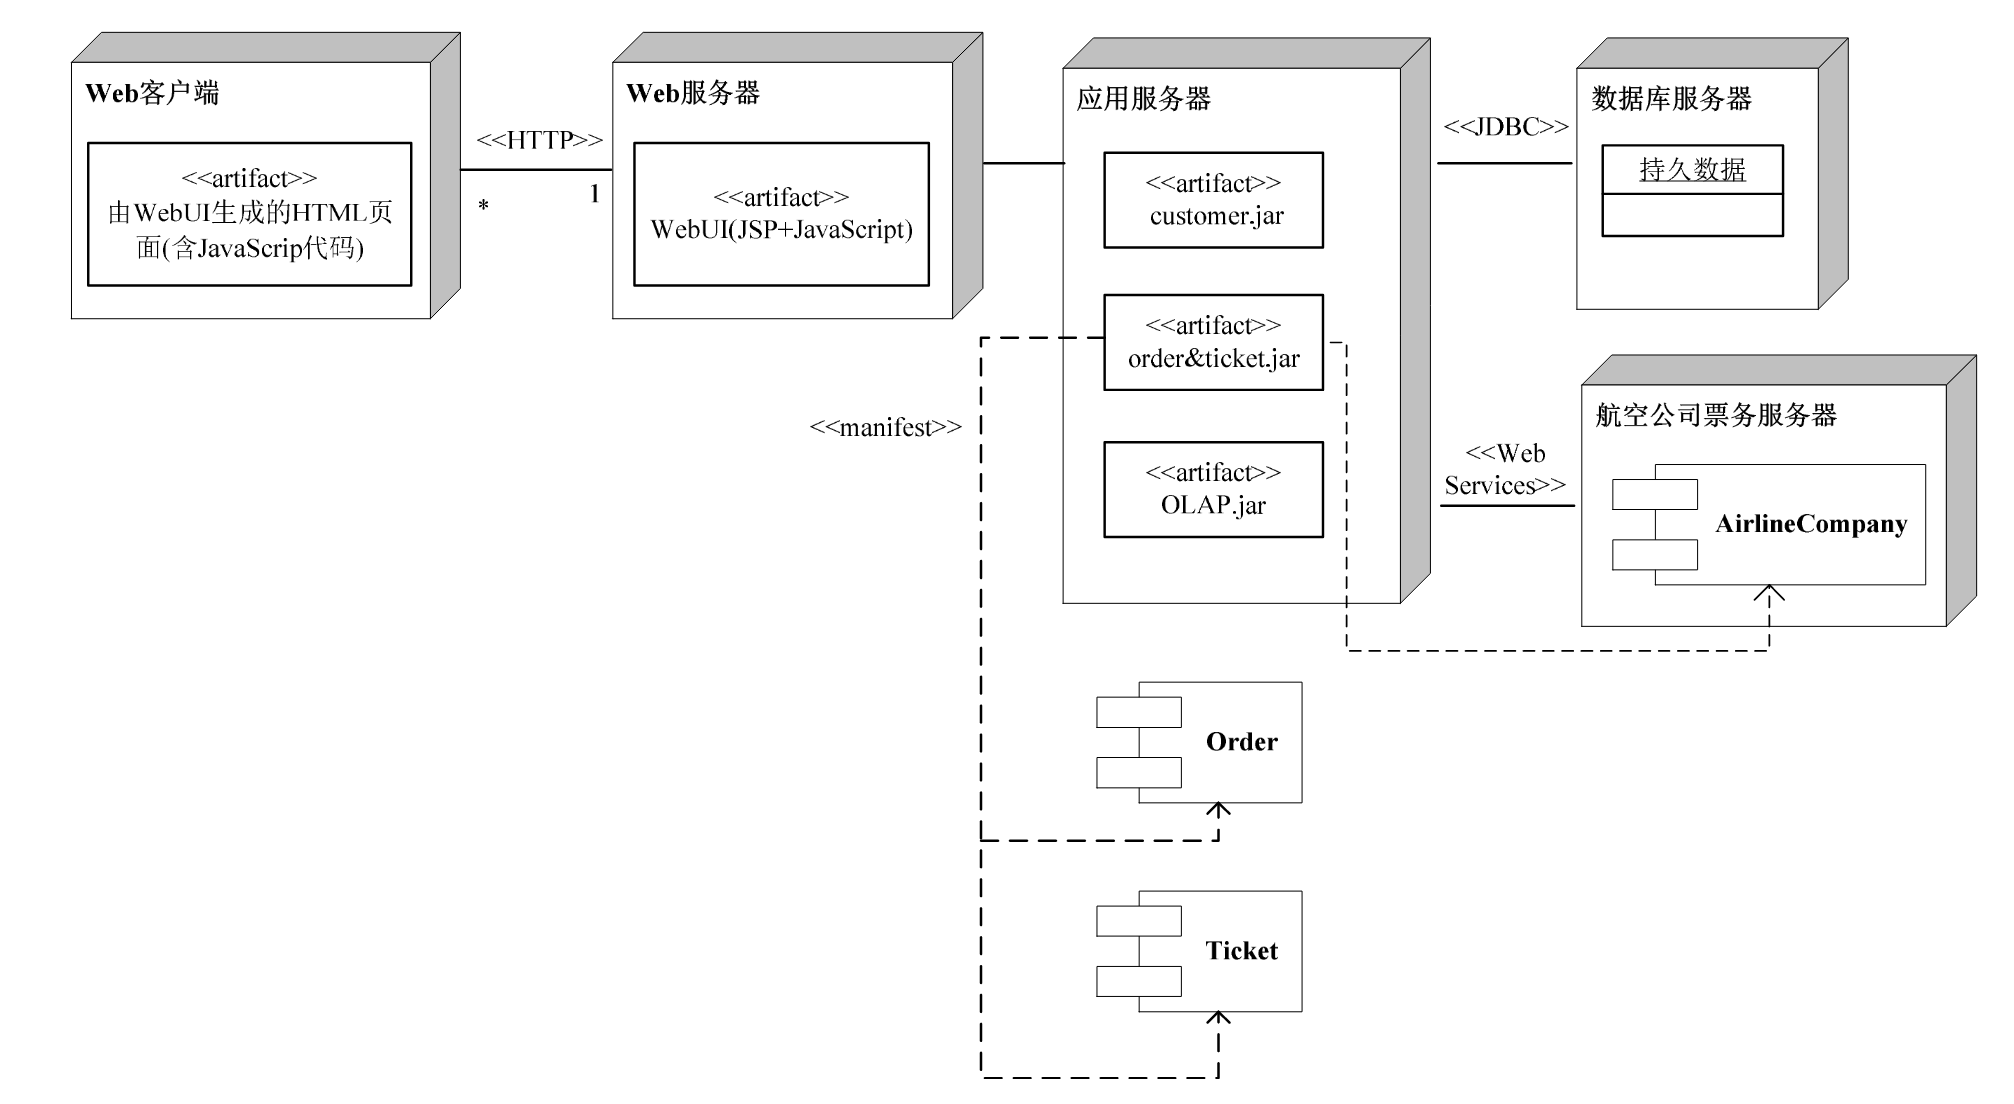 Web客户端
<<artifact>>
由WebUI生成的HTML页
面(含JavaScrip代码)
<<HTTP>>
*
1
Web服务器
<<artifact>>
WebUI(JSP+JavaScript)
应用服务器
<<artifact>>
customer.jar
<<artifact>>
order&ticket.jar
<<artifact>>
OLAP.jar
<<JDBC>>
数据库服务器
持久数据
<<manifest>>
<<Web
Services>>
航空公司票务服务器
AirlineCompany
Order
Ticket